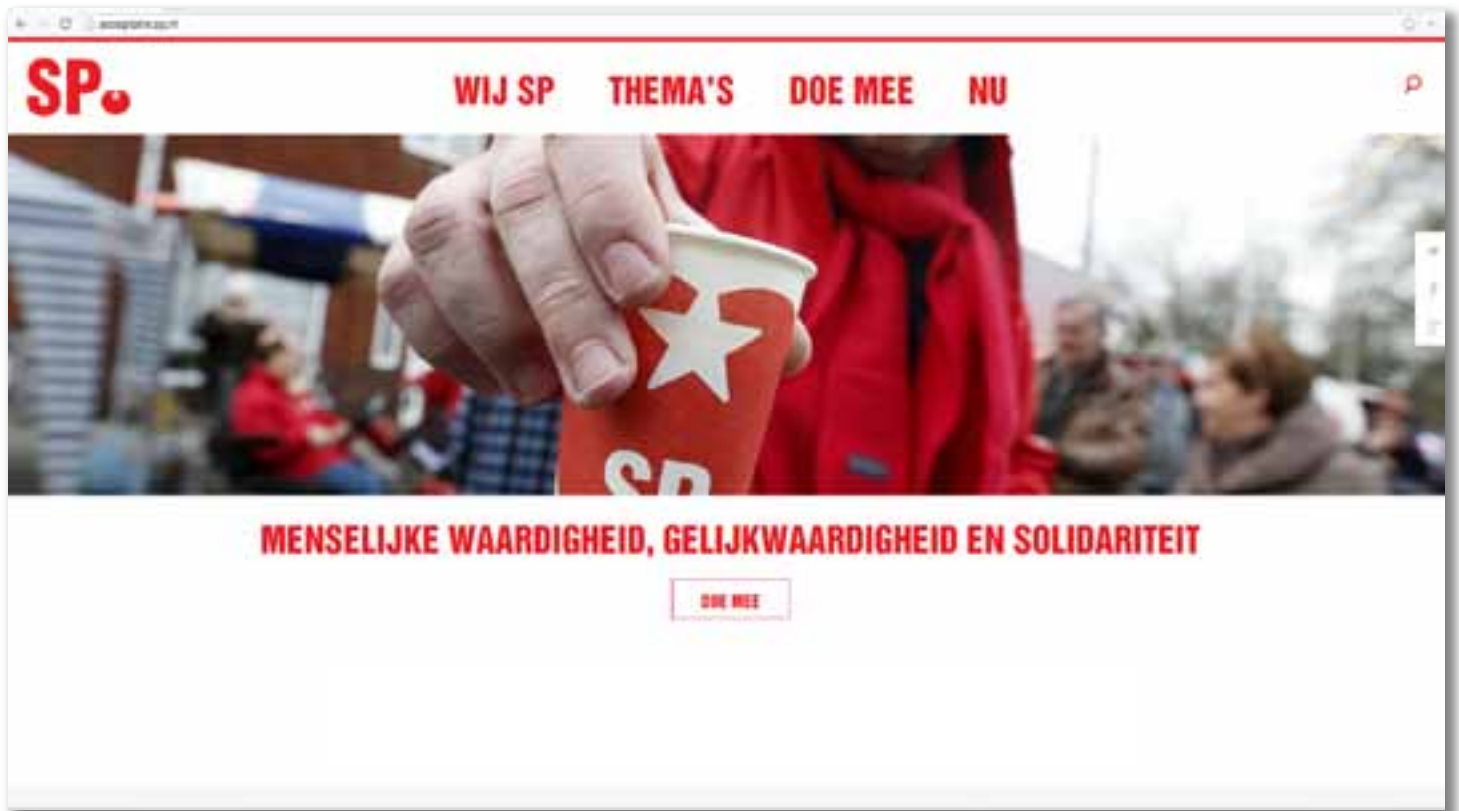 SP.
WIJ SP THEMA'S DOE MEE NU
SP
MENSELIJKE WAARDIGHEID, GELIJKWAARDIGHEID EN SOLIDARITEIT
DOE MEE